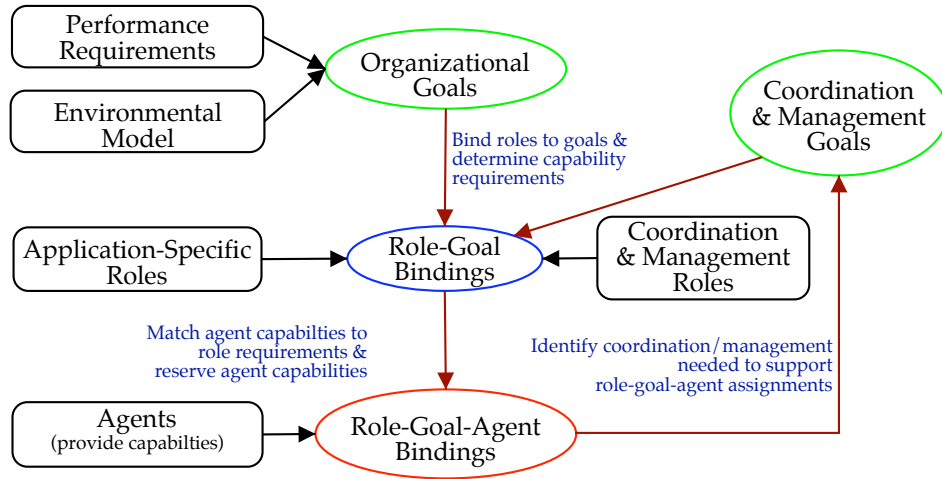 Performance
Requirements
Environmental
Model
Organizational
Goals
Coordination
& Management
Goals
Bind roles to goals &
determine capability
requirements
Application-Specific
Roles
Role-Goal
Bindings
Coordination
& Management
Roles
Match agent capabilties to
role requirements &
reserve agent capabilities
Identify coordination/management
needed to support
role-goal-agent assignments
Agents
(provide capabilties)
Role-Goal-Agent
Bindings